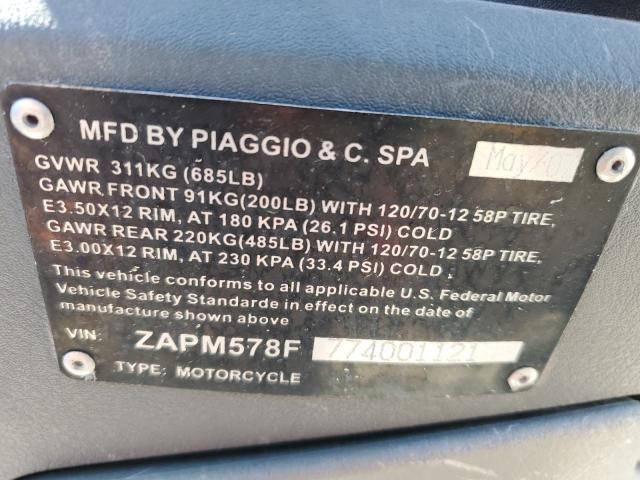 MFD BY PIAGGIO & C. SPA May/07
GVWR 311KG (685LB)
GAWR FRONT 91KG(200LB) WITH 120/70-12 58P TIRE,
E3.50X12 RIM, AT 180 KPA (26.1 PSI) COLD
GAWR REAR 220KG(485LB) WITH 120/70-12 58P TIRE,
E3.00X12 RIM, AT 230 KPA (33.4 PSI) COLD .
This vehicle conforms to all applicable U.S. Federal Motor
Vehicle Safety Standarde in effect on the date of
manufacture shown above
VIN: ZAPM578F 774001121
TYPE: MOTORCYCLE